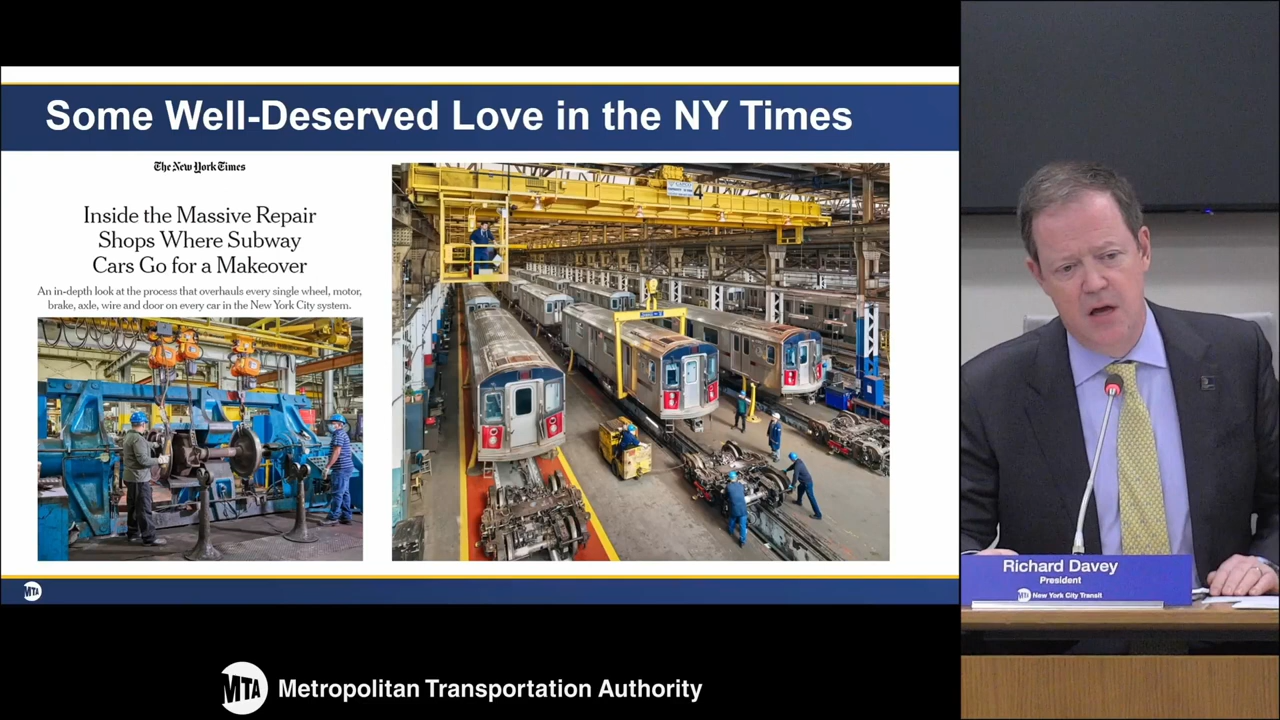 Some Well-Deserved Love in the NY Times
The New York Times
Inside the Massive Repair
Shops Where Subway
Cars Go for a Makeover
An in-depth look at the process that overhauls every single wheel, motor,
brake, axle, wire and door on every car in the New York City system.
MTA
MTA Metropolitan Transportation Authority
Richard Davey
President
MTA New York City Transit